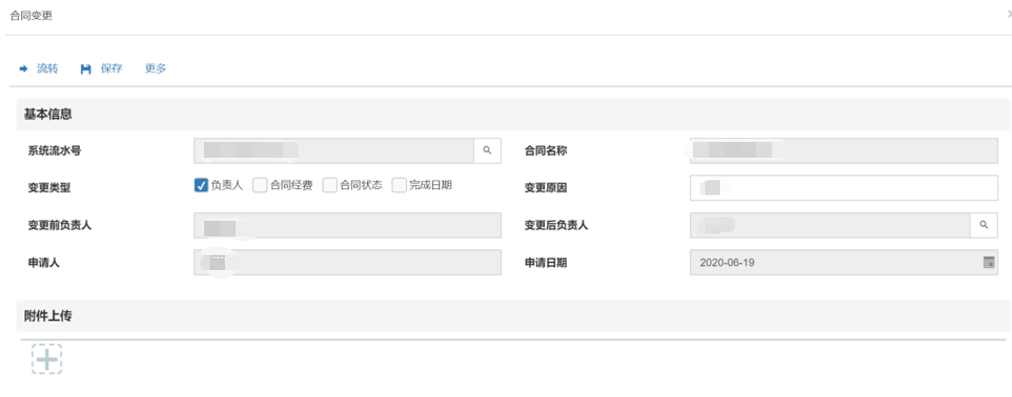 合同变更
流转 保存 更多
基本信息
系统流水号 合同名称
变更类型 负责人 合同经费 合同状态 完成日期 变更原因
变更前负责人 变更后负责人
申请人 申请日期 2020-06-19
附件上传